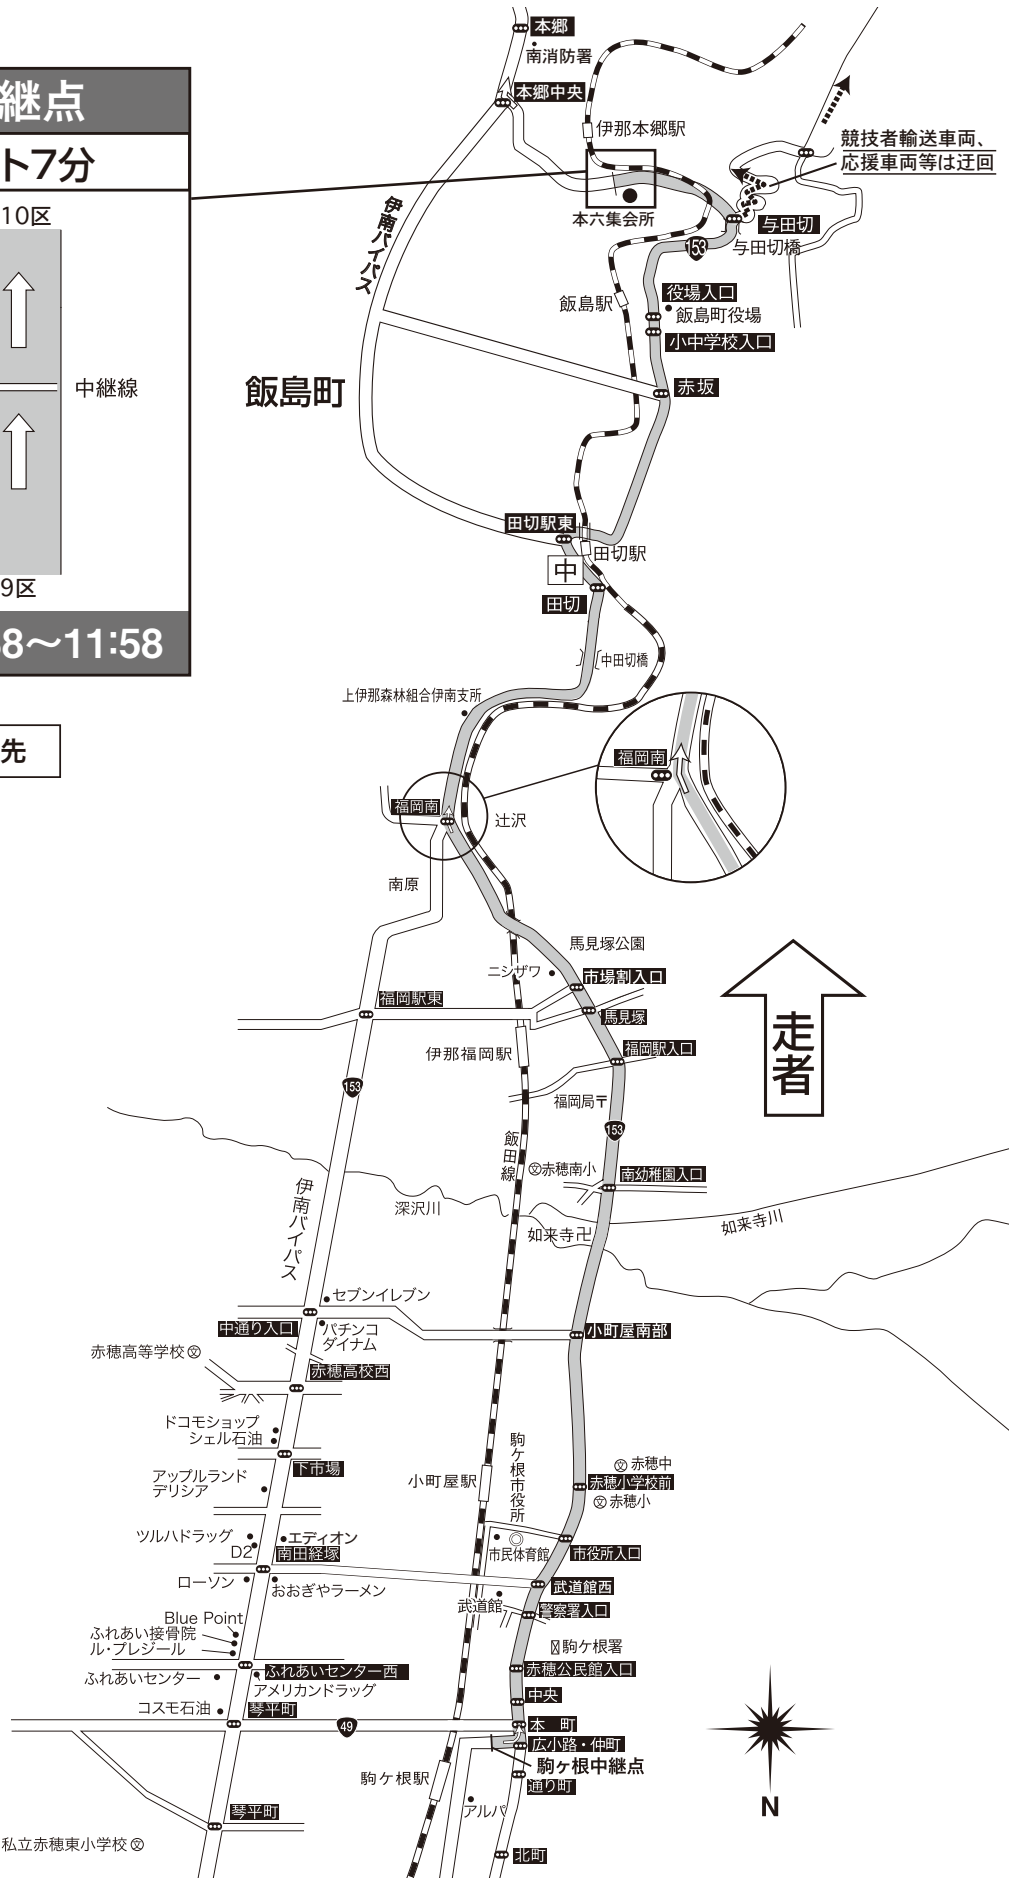 本郷
南消防署
本郷中央
伊那本郷駅
競技者輸送車両、
応援車両等は迂回
継点
ト7分
10区
中継線
9区
8〜11:58
先
本六集会所
与田切
与田切橋
153
伊南バイパス
役場入口
飯島町役場
飯島駅
小中学校入口
赤坂
飯島町
田切駅東
田切駅
中
田切
中田切橋
上伊那森林組合伊南支所
福岡南
福岡南
辻沢
南原
馬見塚公園
ニシザワ
市場割入口
福岡駅東
馬見塚
走者
伊那福岡駅
福岡駅入口
153
福岡局〒
153
飯田線
文赤穂南小
南幼稚園入口
伊南バイパス
深沢川
如来寺卍
如来寺川
セブンイレブン
中通り入口
パチンコ
ダイナム
小町屋南部
赤穂高等学校文
赤穂高校西
ドコモショップ
シェル石油
下市場
駒ケ根市役所
文赤穂中
アップルランド
デリシア
小町屋駅
赤穂小学校前
文赤穂小
ツルハドラッグ
エディオン
D2
南田経塚
市民体育館
市役所入口
ローソン
おおぎやラーメン
武道館西
武道館
警察署入口
Blue Point
ふれあい接骨院
ル・プレジール
駒ケ根署
ふれあいセンター西
赤穂公民館入口
ふれあいセンター
アメリカンドラッグ
中央
コスモ石油
琴平町
49
本　町
広小路・仲町
駒ヶ根中継点
駒ケ根駅
通り町
アルパ
琴平町
N
私立赤穂東小学校文
北町